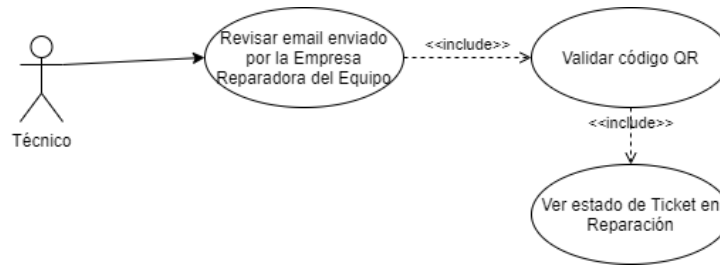 Revisar email enviado
por la Empresa
Reparadora del Equipo
<<include>>
Validar código QR
<<include>>
Técnico
Ver estado de Ticket en
Reparación